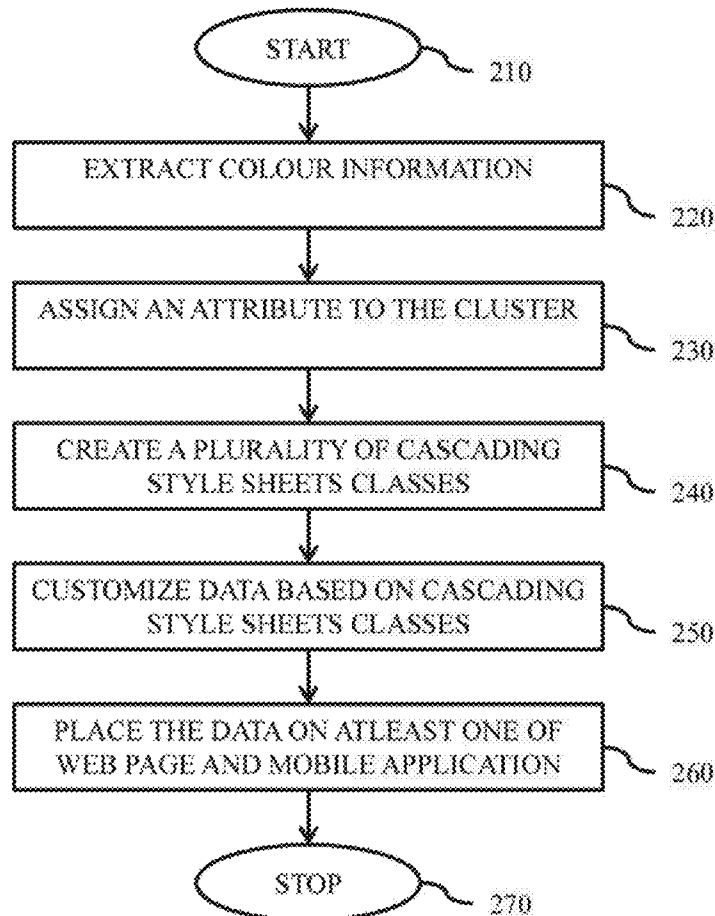 START
210
EXTRACT COLOUR INFORMATION
220
ASSIGN AN ATTRIBUTE TO THE CLUSTER
230
CREATE A PLURALITY OF CASCADING
STYLE SHEETS CLASSES
240
CUSTOMIZE DATA BASED ON CASCADING
STYLE SHEETS CLASSES
250
PLACE THE DATA ON ATLEAST ONE OF
WEB PAGE AND MOBILE APPLICATION
260
STOP
270